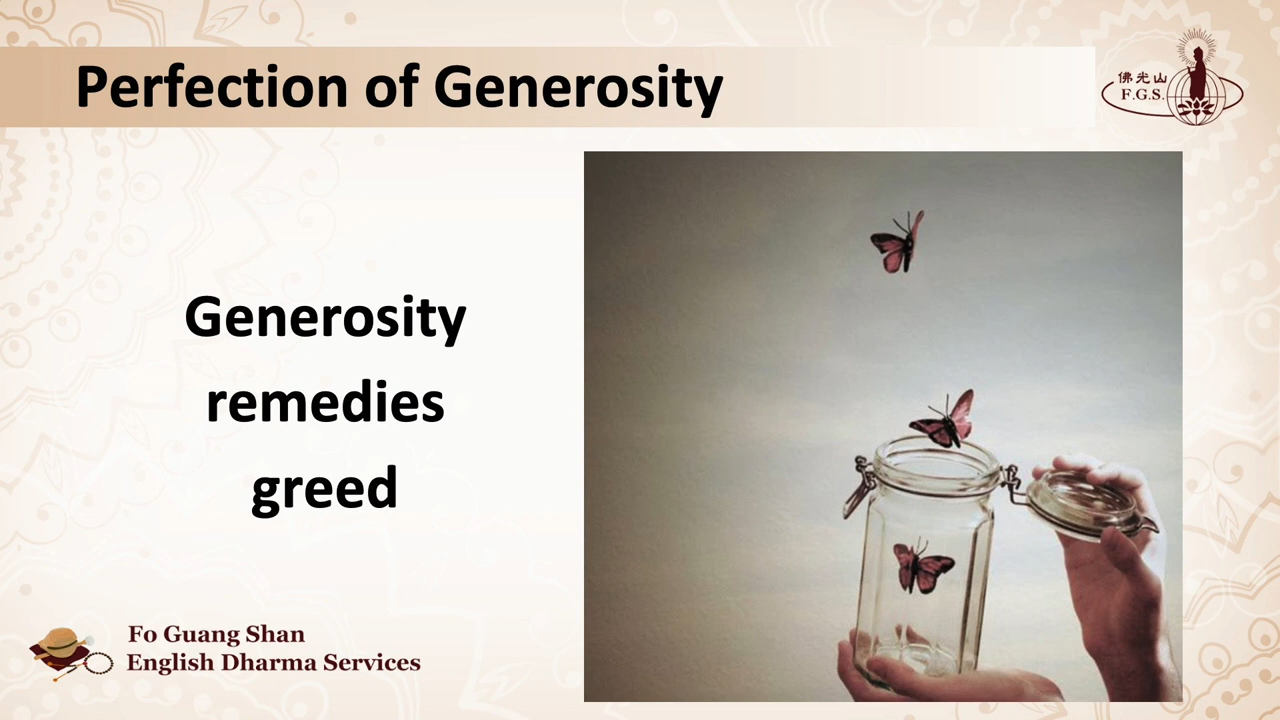 Perfection of Generosity
佛光山
F.G.S.
Generosity
remedies
greed
Fo Guang Shan
English Dharma Services